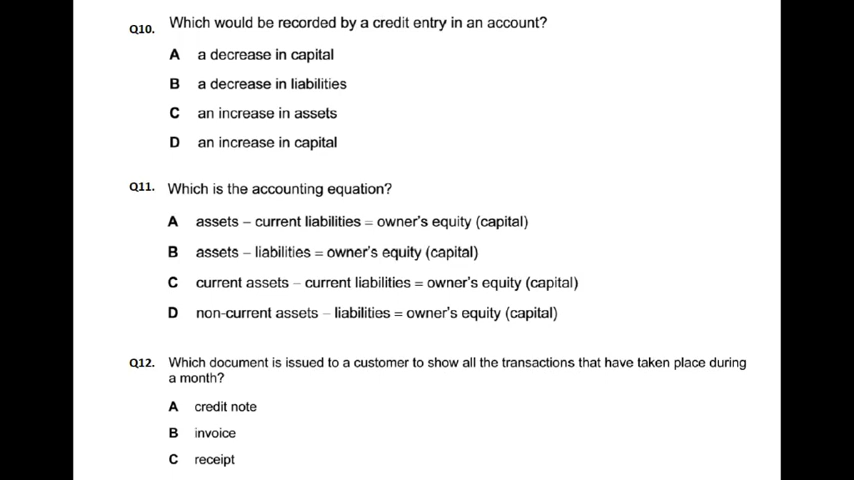 Q10. Which would be recorded by a credit entry in an account?
A a decrease in capital
B a decrease in liabilities
C an increase in assets
D an increase in capital
Q11. Which is the accounting equation?
A assets – current liabilities = owner's equity (capital)
B assets – liabilities = owner's equity (capital)
C current assets – current liabilities = owner's equity (capital)
D non-current assets – liabilities = owner's equity (capital)
Q12. Which document is issued to a customer to show all the transactions that have taken place during
a month?
A credit note
B invoice
C receipt